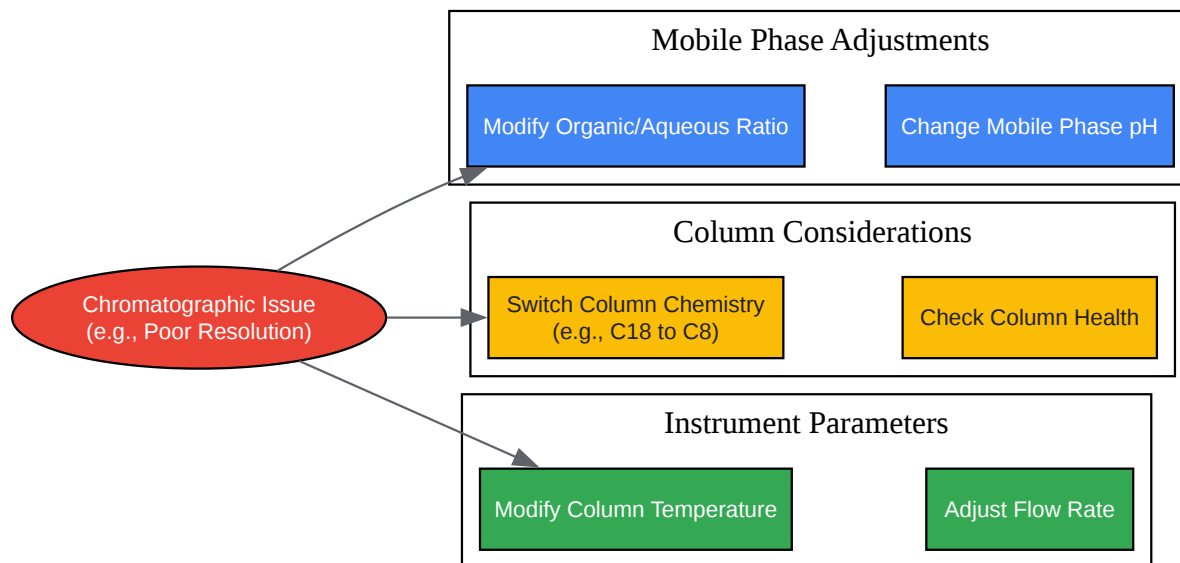 Mobile Phase Adjustments
Modify Organic/Aqueous Ratio
Change Mobile Phase pH
Column Considerations
Chromatographic Issue
(e.g., Poor Resolution)
Switch Column Chemistry
(e.g., C18 to C8)
Check Column Health
Instrument Parameters
Modify Column Temperature
Adjust Flow Rate